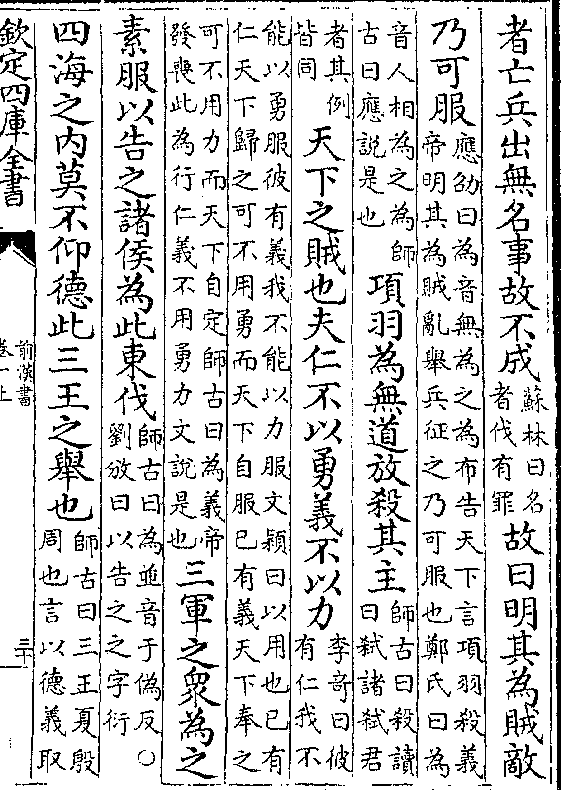 者亡兵出無名事故不成蘇林曰名者伐有罪故曰明其為賊敵
乃可服應劭曰為音無為之為布告天下言項羽殺義帝明其為賊亂舉兵征之乃可服也鄭氏曰為
音人相為之為師古曰應説是也項羽為無道放殺其主師古曰殺讀曰弑諸弑君
者其例皆同天下之賊也夫仁不以勇義不以力李奇曰彼有仁我不
能以勇服彼有義我不能以力服文穎曰以用也已有仁天下歸之可不用勇而天下自服已有義天下奉之
可不用力而天下自定師古曰為義帝發喪此為行仁義不用勇力文說是也三軍之衆為之
素服以告之諸侯為此東伐師古曰為並音于偽反○劉攽曰以告之之字衍
四海之内莫不仰德此三王之舉也師古曰三王夏殷周也言以德義取
欽定四庫全書
前漢書
卷一上
三十